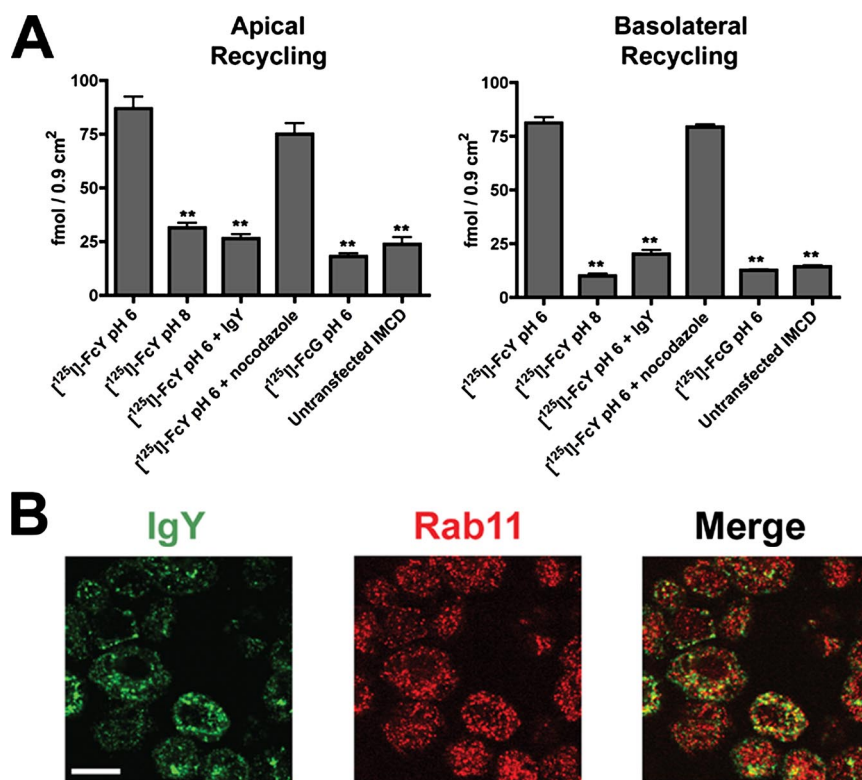 A
Apical
Recycling
fmol / 0.9 cm²
100
75
50
25
0
**
**
**
**
[¹²⁵I]-FcY pH 6
[¹²⁵I]-FcY pH 8
[¹²⁵I]-FcY pH 6 + IgY
[¹²⁵I]-FcY pH 6 + nocodazole
[¹²⁵I]-FcG pH 6
Untransfected IMCD
Basolateral
Recycling
fmol / 0.9 cm²
100
75
50
25
0
**
**
**
**
[¹²⁵I]-FcY pH 6
[¹²⁵I]-FcY pH 8
[¹²⁵I]-FcY pH 6 + IgY
[¹²⁵I]-FcY pH 6 + nocodazole
[¹²⁵I]-FcG pH 6
Untransfected IMCD
B
IgY
Rab11
Merge